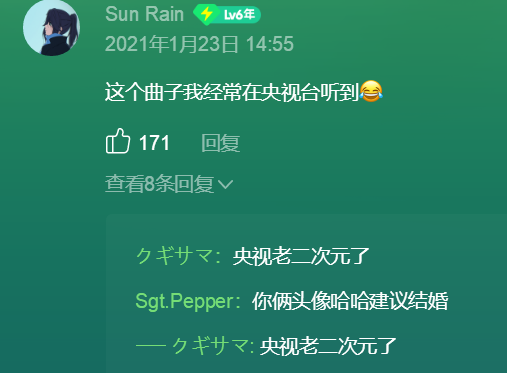 Sun Rain Lv6年
2021年1月23日 14:55
这个曲子我经常在央视台听到😂
171 回复
查看8条回复
クギサマ：央视老二次元了
Sgt.Pepper：你俩头像哈哈建议结婚
—— クギサマ: 央视老二次元了